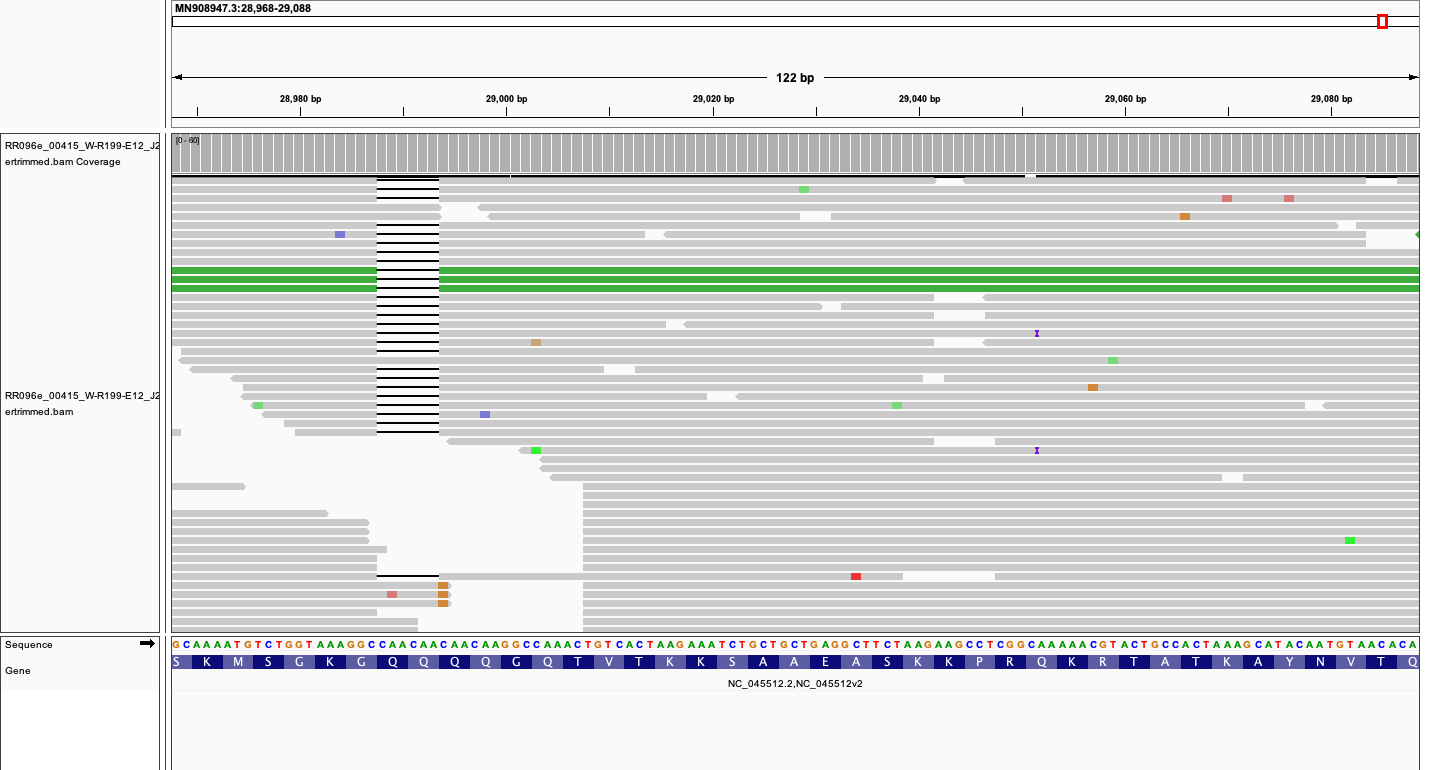 MN908947.3:28,968-29,088
122 bp
28,980 bp 29,000 bp 29,020 bp 29,040 bp 29,060 bp 29,080 bp
RR096e_00415_W-R199-E12_J2
ertrimmed.bam Coverage
[0 - 60]
RR096e_00415_W-R199-E12_J2
ertrimmed.bam
Sequence
GCAAAATGTCTGGTAAAGGCCAACAACAACAAGGCCAAACTGTCACTAAGAAATCTGCTGCTGAGGCTTCTAAGAAGCCTCGGCAAAAACGTACTGCCACTAAAGCATACAATGTAACACA
Gene
S K M S G K G Q Q Q Q G Q T V T K K S A A E A S K K P R Q K R T A T K A Y N V T Q
NC_045512.2,NC_045512v2